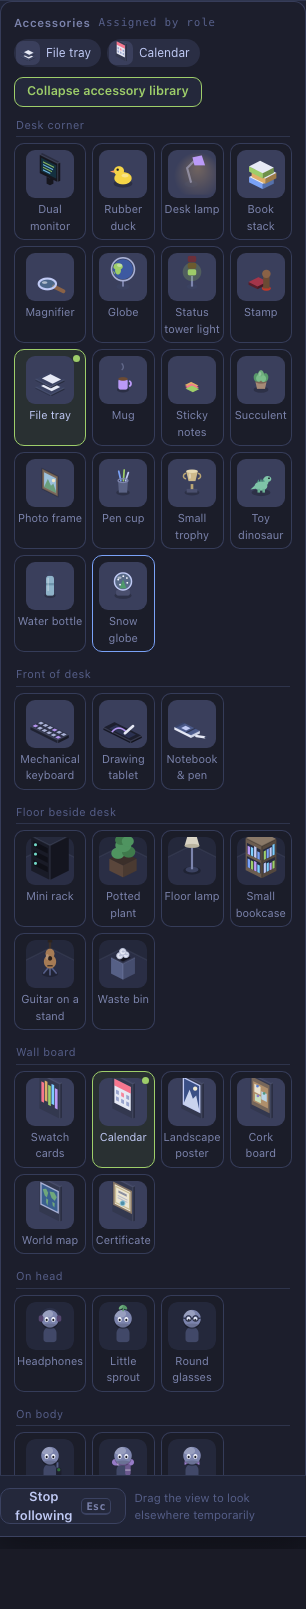 Accessories Assigned by role
File tray Calendar
Collapse accessory library
Desk corner
Dual monitor
Rubber duck
Desk lamp
Book stack
Magnifier
Globe
Status tower light
Stamp
File tray
Mug
Sticky notes
Succulent
Photo frame
Pen cup
Small trophy
Toy dinosaur
Water bottle
Snow globe
Front of desk
Mechanical keyboard
Drawing tablet
Notebook & pen
Floor beside desk
Mini rack
Potted plant
Floor lamp
Small bookcase
Guitar on a stand
Waste bin
Wall board
Swatch cards
Calendar
Landscape poster
Cork board
World map
Certificate
On head
Headphones
Little sprout
Round glasses
On body
Stop following Esc
Drag the view to look elsewhere temporarily